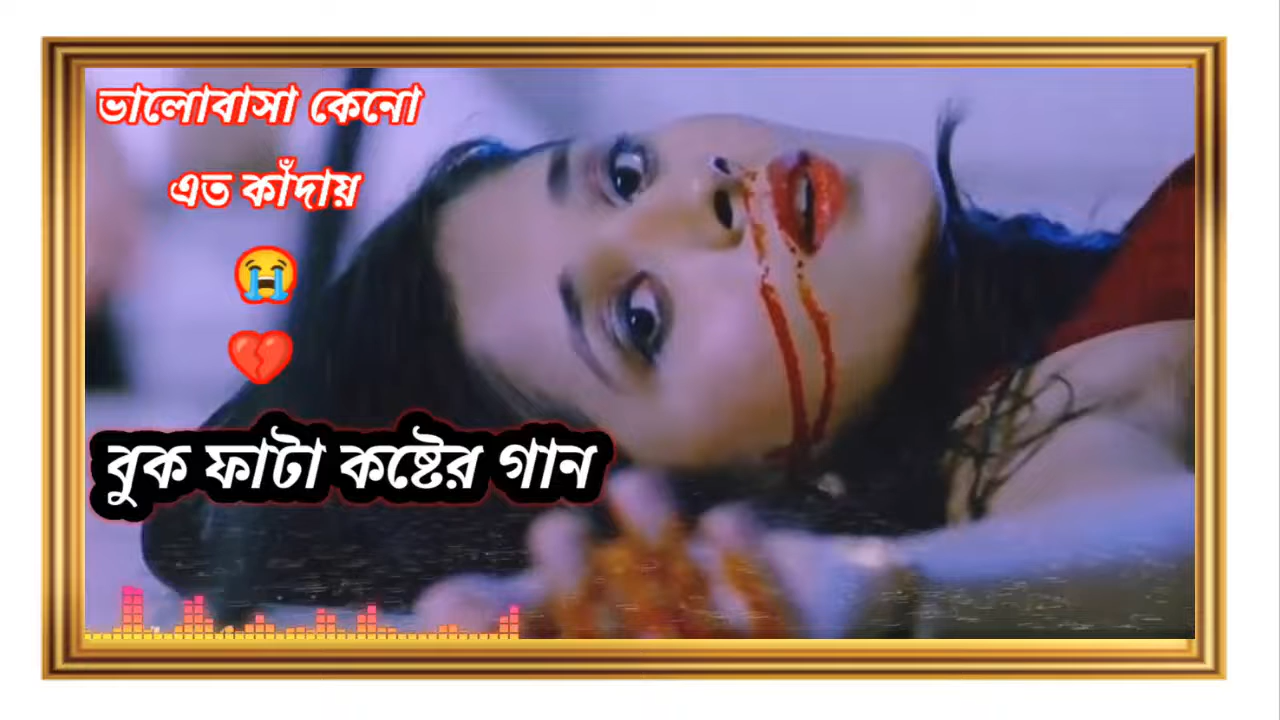 ভালোবাসা কেনো
এত কাঁদায়
😭
💔
বুক ফাটা কষ্টের গান